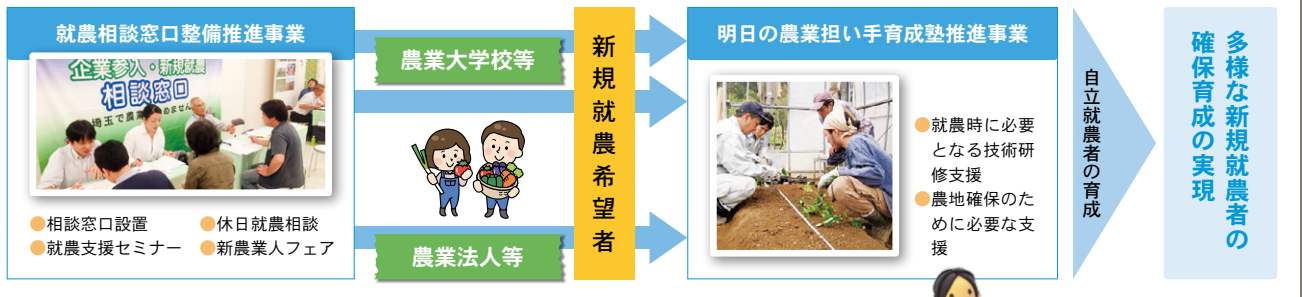 就農相談窓口整備推進事業
企業参入・新規就農
相談窓口
埼玉で農業
めません
●相談窓口設置
●休日就農相談
●就農支援セミナー
●新農業人フェア
農業大学校等
農業法人等
新規就農希望者
明日の農業担い手育成塾推進事業
●就農時に必要
となる技術研
修支援
●農地確保のた
めに必要な支
援
自立就農者の育成
多様な新規就農者の
確保育成の実現